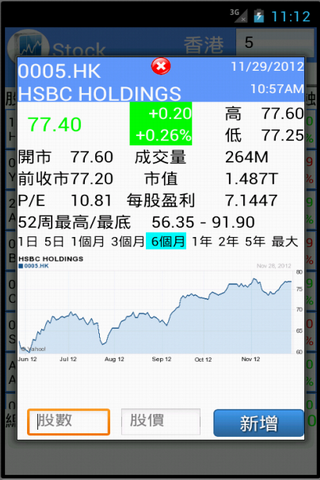 3G 11:12
Stock 香港 5
0005.HK 11/29/2012
HSBC HOLDINGS 10:57AM
77.40 +0.20 高 77.60
+0.26% 低 77.25
開市 77.60 成交量 264M
前收市77.20 市值 1.487T
P/E 10.81 每股盈利 7.1447
52周最高/最底 56.35 - 91.90
1日 5日 1個月 3個月 6個月 1年 2年 5年 最大
HSBC HOLDINGS
0005.HK Nov 28, 2012
80
75
70
65
60
Yahoo!
Jun 12 Jul 12 Aug 12 Sep 12 Oct 12 Nov 12
股數 股價 新增